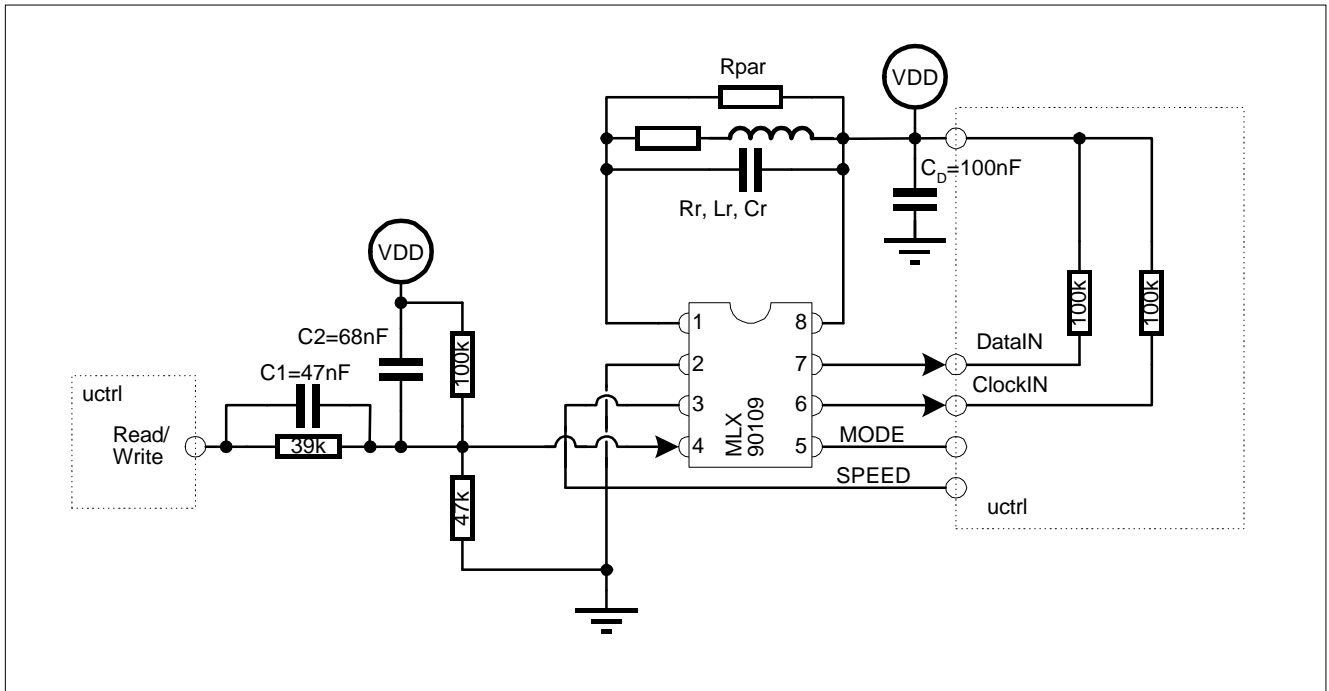 Rpar
VDD
C_D=100nF
Rr, Lr, Cr
VDD
C2=68nF
C1=47nF
100k
uctrl
Read/
Write
39k
47k
1
2
3
4
8
7
6
5
MLX
90109
100k
100k
DataIN
ClockIN
MODE
SPEED
uctrl